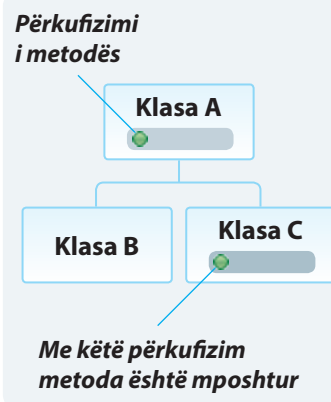 Përkufizimi
i metodës
Klasa A
Klasa B
Klasa C
Me këtë përkufizim
metoda është mposhtur